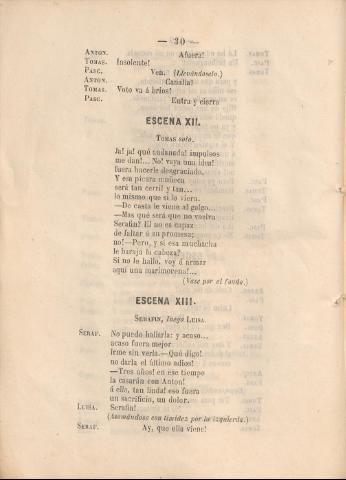 — 30 —
ANTON. Afuera!
TOMAS. Insolente!
PASC. Ven. (Llevándoselo.)
ANTON. Canalla!
TOMAS. Voto va á brios!
PASC. Entra y cierra
ESCENA XII.
TOMAS solo.
Ja! ja! qué andanada! impulsos
me dan!... No! vaya una idea!
fuera hacerle desgraciado.
Y esa pícara muñeca
será tan cerril y tan...
lo mismo que si lo viera.
—De casta le viene al galgo...
—Mas qué será que no vuelva
Serafin? El no es capaz
de faltar á su promesa;
no!—Pero, y si esa muchacha
le baraja la cabeza?
Si no le hallo, voy á armar
aquí una marimorena!...
(Vase por el fondo.)
ESCENA XIII.
SERAFIN, luego LUISA.
SERAF. No puedo hallarla: y acaso...
acaso fuera mejor
irme sin verla.—Qué digo!
no darla el último adios!
—Tres años! en ese tiempo
la casarán con Anton!
á ella, tan linda! eso fuera
un sacrificio, un dolor.
LUISA. Serafin!
(Asomándose con timidez por la izquierda.)
SERAF. Ay, que ella viene!